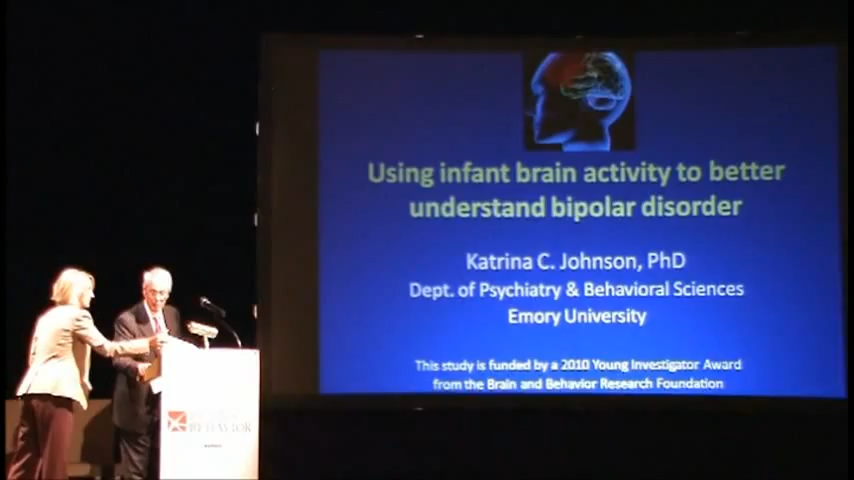 Using infant brain activity to better
understand bipolar disorder
Katrina C. Johnson, PhD
Dept. of Psychiatry & Behavioral Sciences
Emory University
This study is funded by a 2010 Young Investigator Award
from the Brain and Behavior Research Foundation
BEHAVIOR